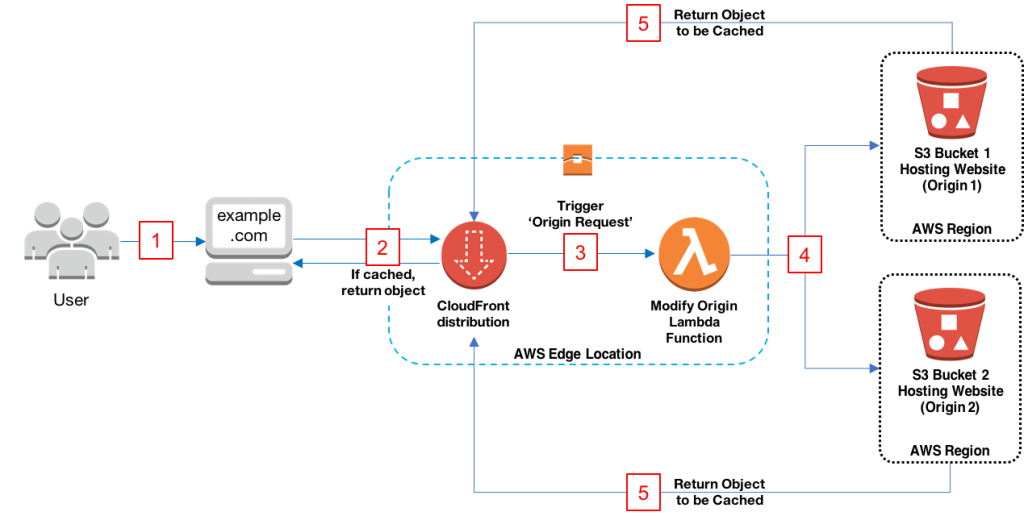 5
Return Object
to be Cached
S3 Bucket 1
Hosting Website
(Origin 1)
AWS Region
example
.com
1
User
2
If cached,
return object
CloudFront
distribution
Trigger
‘Origin Request’
3
Modify Origin
Lambda
Function
AWS Edge Location
4
S3 Bucket 2
Hosting Website
(Origin 2)
AWS Region
5
Return Object
to be Cached